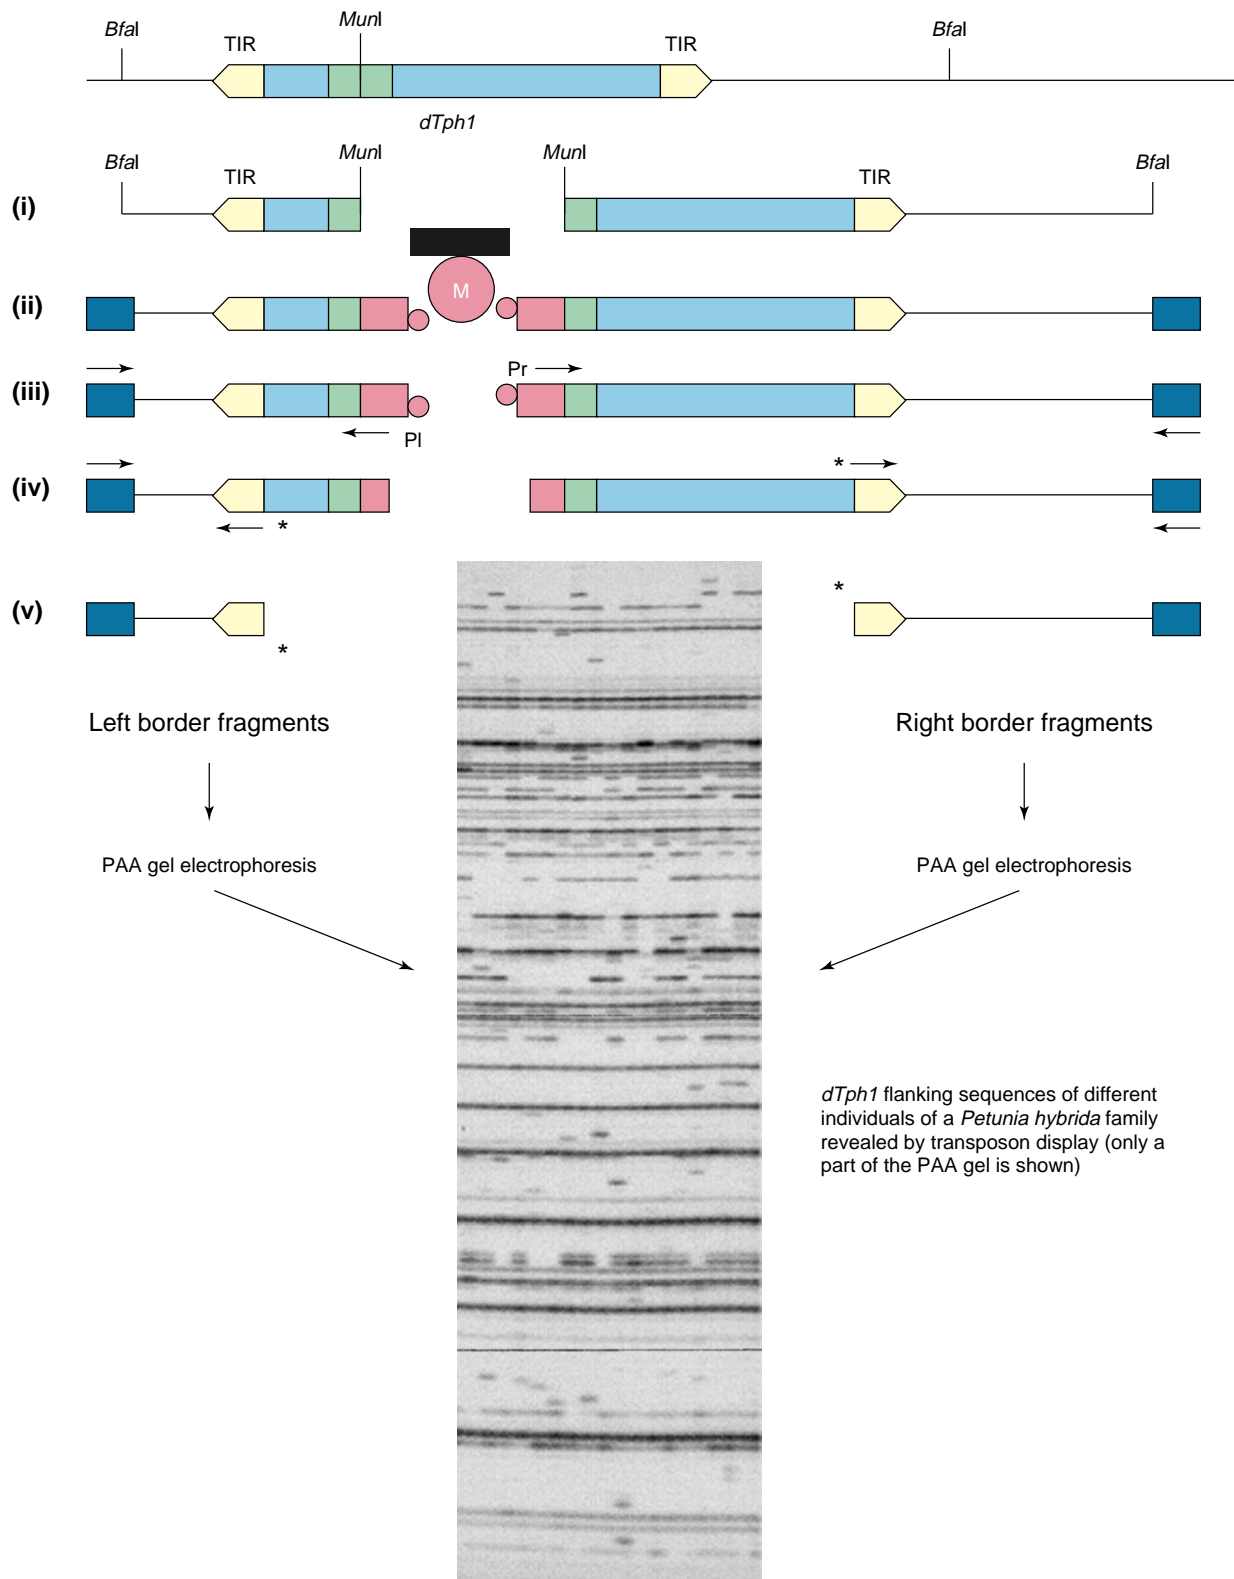 BfaI
TIR
MunI
TIR
BfaI
dTph1
BfaI
TIR
MunI
MunI
TIR
BfaI
(i)
(ii)
M
(iii)
Pr
Pl
(iv)
*
*
(v)
*
*
Left border fragments
Right border fragments
PAA gel electrophoresis
PAA gel electrophoresis
dTph1 flanking sequences of different
individuals of a Petunia hybrida family
revealed by transposon display (only a
part of the PAA gel is shown)